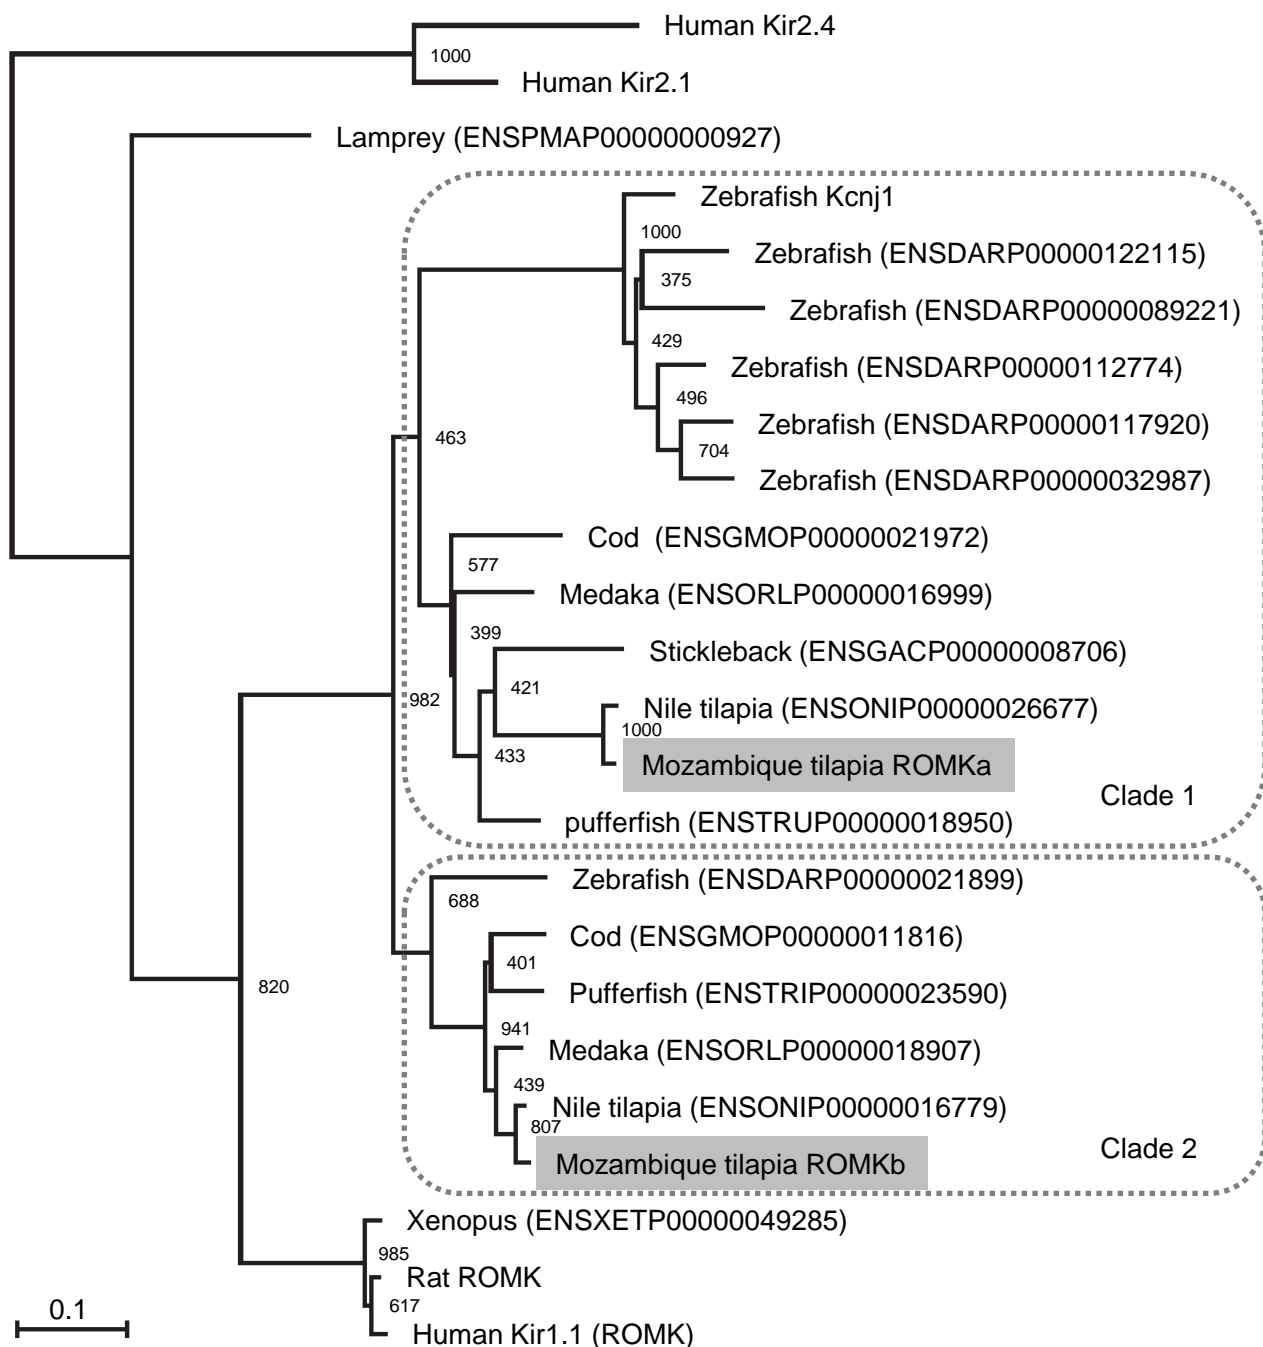 Human Kir2.4
1000
Human Kir2.1
Lamprey (ENSPMAP00000000927)
Zebrafish Kcnj1
1000
Zebrafish (ENSDARP00000122115)
375
Zebrafish (ENSDARP00000089221)
429
Zebrafish (ENSDARP00000112774)
496
Zebrafish (ENSDARP00000117920)
463
704
Zebrafish (ENSDARP00000032987)
Cod (ENSGMOP00000021972)
577
Medaka (ENSORLP00000016999)
399
Stickleback (ENSGACP00000008706)
421
982
Nile tilapia (ENSONIP00000026677)
1000
433
Mozambique tilapia ROMKa
Clade 1
pufferfish (ENSTRUP00000018950)
Zebrafish (ENSDARP00000021899)
688
Cod (ENSGMOP00000011816)
401
820
Pufferfish (ENSTRIP00000023590)
941
Medaka (ENSORLP00000018907)
439
Nile tilapia (ENSONIP00000016779)
807
Clade 2
Mozambique tilapia ROMKb
Xenopus (ENSXETP00000049285)
985
Rat ROMK
617
0.1
Human Kir1.1 (ROMK)